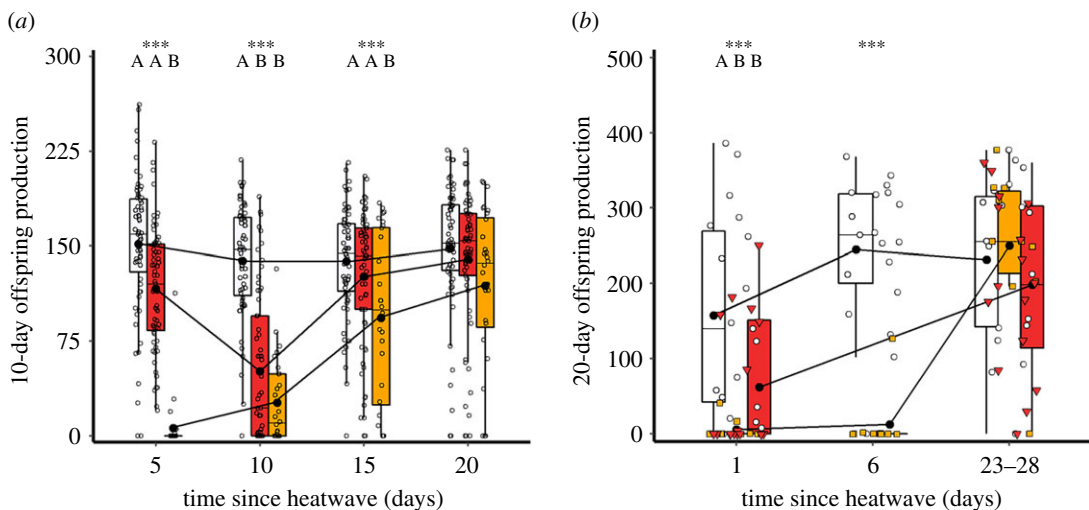 (a)
(b)
10-day offspring production
300
225
150
75
0
***
A A B
***
A B B
***
A A B
5
10
15
20
time since heatwave (days)
20-day offspring production
500
400
300
200
100
0
***
A B B
***
1
6
23–28
time since heatwave (days)